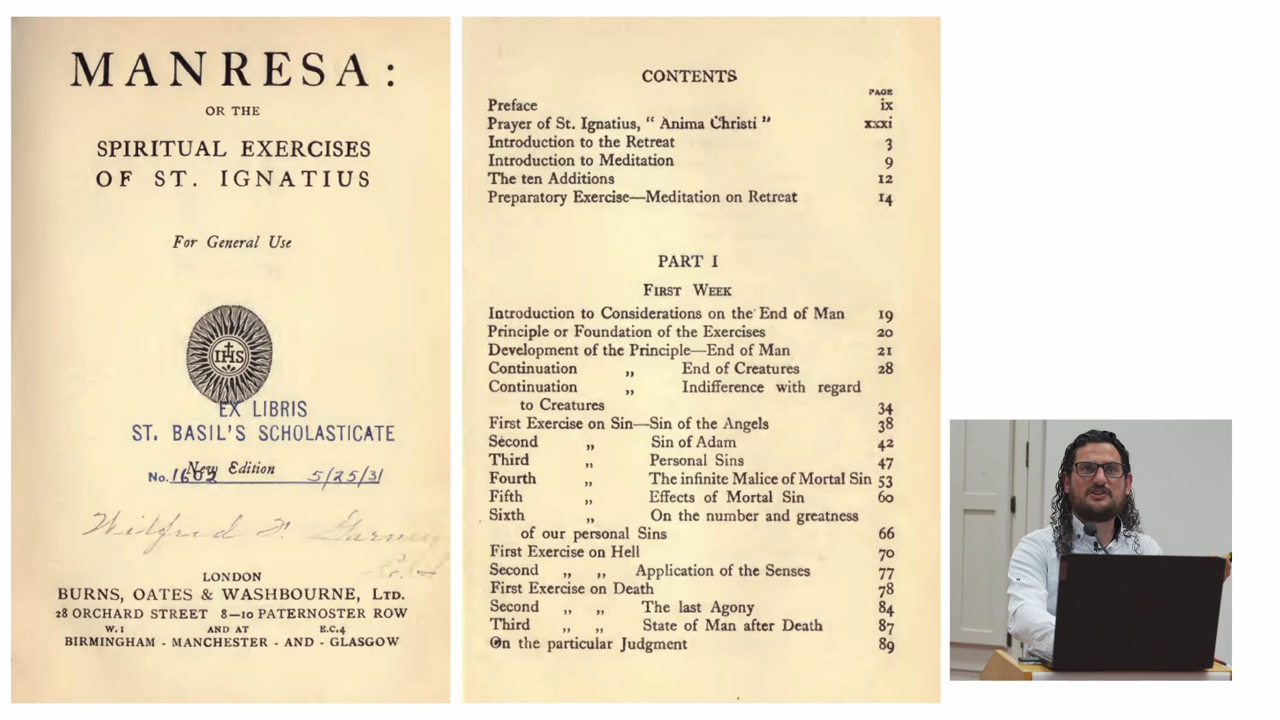 MANRESA:
OR THE
SPIRITUAL EXERCISES
OF ST. IGNATIUS
For General Use
IHS
EX LIBRIS
ST. BASIL'S SCHOLASTICATE
New Edition
No. 1603 5/25/31
Wilfred F.
LONDON
BURNS, OATES & WASHBOURNE, LTD.
28 ORCHARD STREET 8—10 PATERNOSTER ROW
W. 1 AND AT E.C.4
BIRMINGHAM - MANCHESTER - AND - GLASGOW
CONTENTS
PAGE
Preface ix
Prayer of St. Ignatius, “ Anima Christi ” xxxi
Introduction to the Retreat 3
Introduction to Meditation 9
The ten Additions 12
Preparatory Exercise—Meditation on Retreat 14
PART I
FIRST WEEK
Introduction to Considerations on the End of Man 19
Principle or Foundation of the Exercises 20
Development of the Principle—End of Man 21
Continuation ,, End of Creatures 28
Continuation ,, Indifference with regard
to Creatures 34
First Exercise on Sin—Sin of the Angels 38
Second ,, Sin of Adam 42
Third ,, Personal Sins 47
Fourth ,, The infinite Malice of Mortal Sin 53
Fifth ,, Effects of Mortal Sin 60
Sixth ,, On the number and greatness
of our personal Sins 66
First Exercise on Hell 70
Second ,, ,, Application of the Senses 77
First Exercise on Death 78
Second ,, ,, The last Agony 84
Third ,, ,, State of Man after Death 87
On the particular Judgment 89